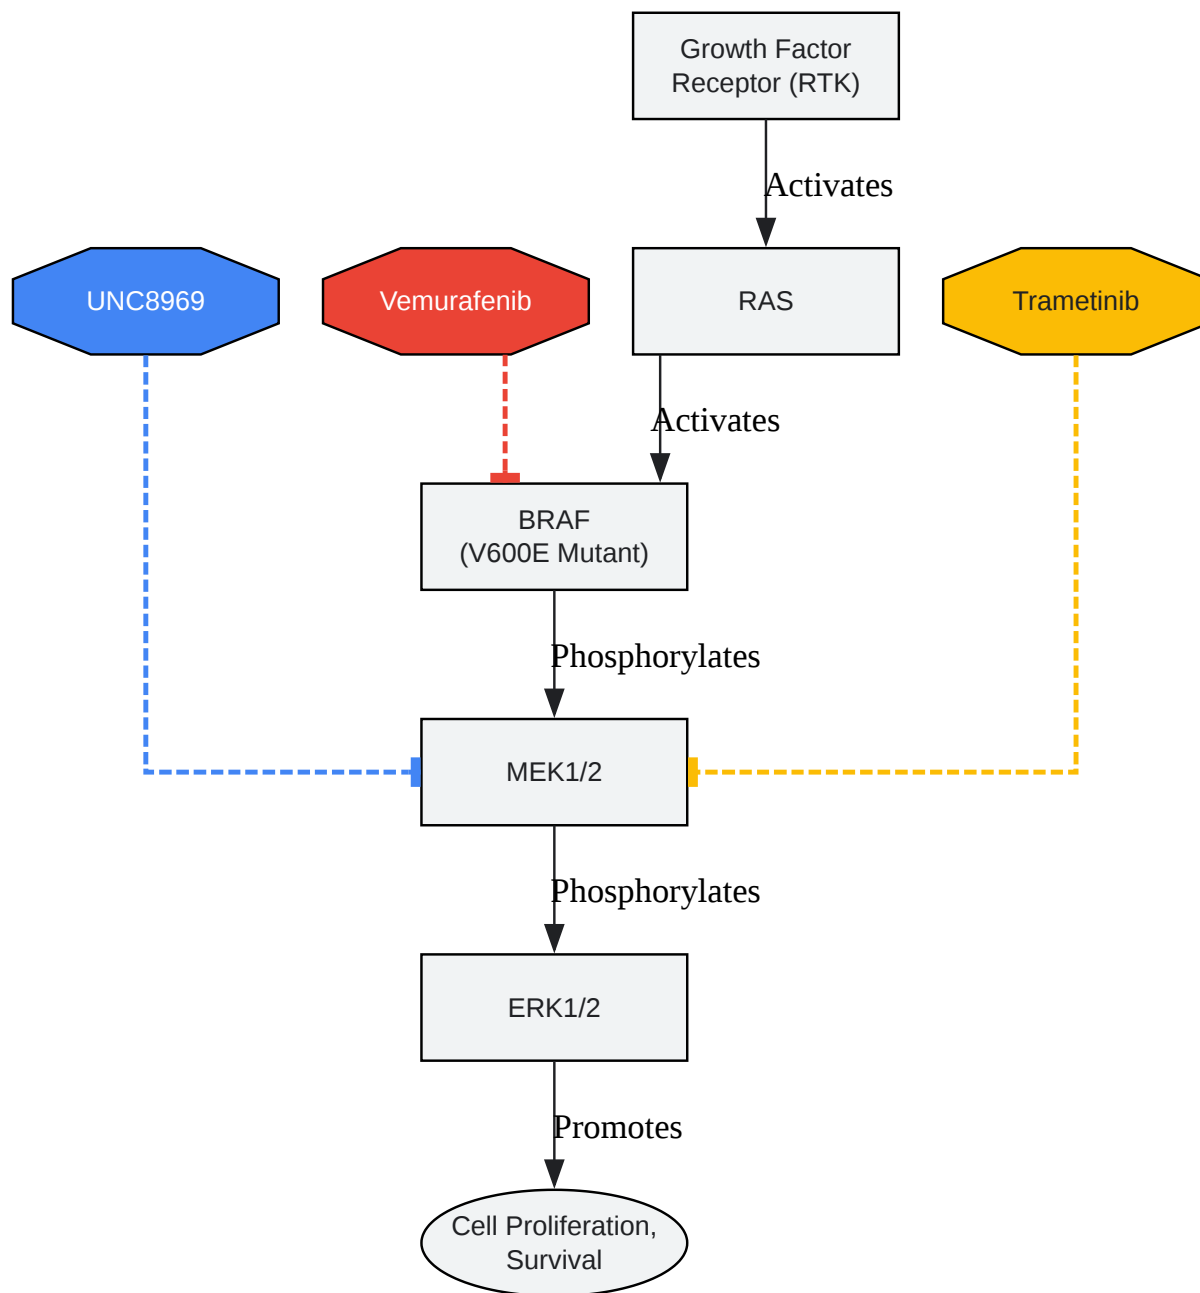 Growth Factor
Receptor (RTK)
Activates
UNC8969
Vemurafenib
RAS
Trametinib
Activates
BRAF
(V600E Mutant)
Phosphorylates
MEK1/2
Phosphorylates
ERK1/2
Promotes
Cell Proliferation,
Survival